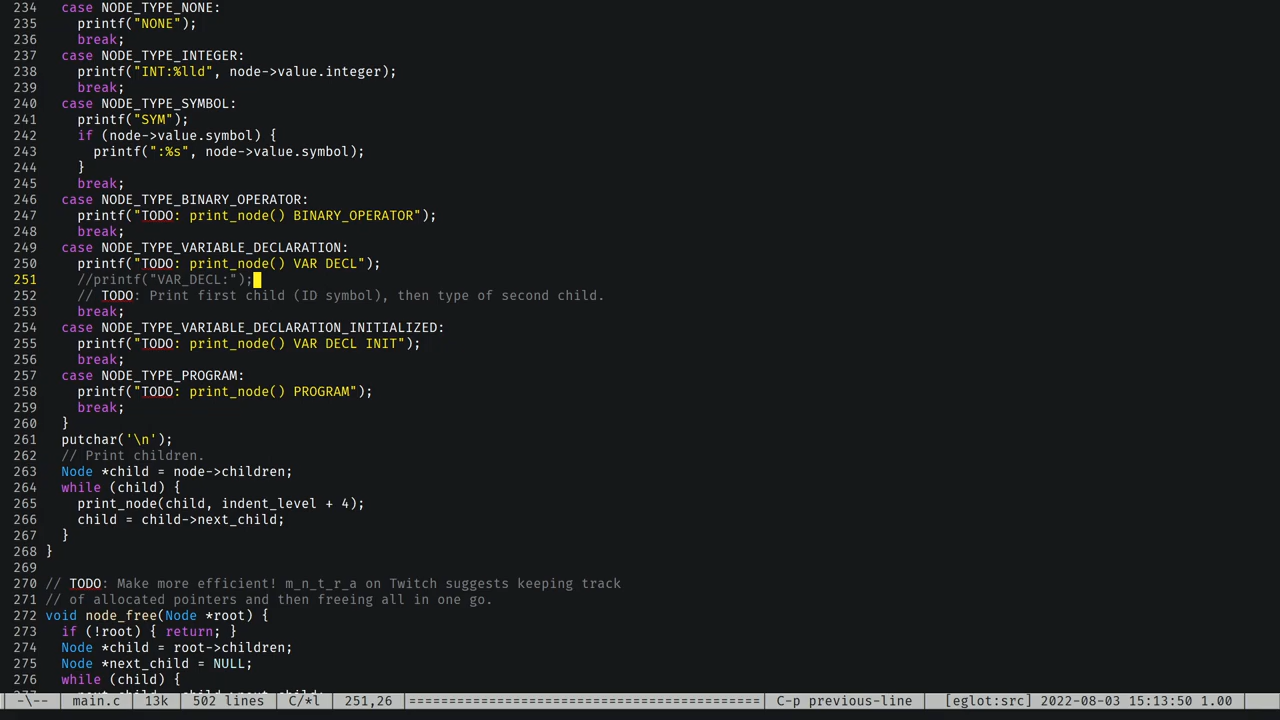 234   case NODE_TYPE_NONE:
235     printf("NONE");
236     break;
237   case NODE_TYPE_INTEGER:
238     printf("INT:%lld", node->value.integer);
239     break;
240   case NODE_TYPE_SYMBOL:
241     printf("SYM");
242     if (node->value.symbol) {
243       printf(":%s", node->value.symbol);
244     }
245     break;
246   case NODE_TYPE_BINARY_OPERATOR:
247     printf("TODO: print_node() BINARY_OPERATOR");
248     break;
249   case NODE_TYPE_VARIABLE_DECLARATION:
250     printf("TODO: print_node() VAR DECL");
251     //printf("VAR_DECL:");
252     // TODO: Print first child (ID symbol), then type of second child.
253     break;
254   case NODE_TYPE_VARIABLE_DECLARATION_INITIALIZED:
255     printf("TODO: print_node() VAR DECL INIT");
256     break;
257   case NODE_TYPE_PROGRAM:
258     printf("TODO: print_node() PROGRAM");
259     break;
260   }
261   putchar('\n');
262   // Print children.
263   Node *child = node->children;
264   while (child) {
265     print_node(child, indent_level + 4);
266     child = child->next_child;
267   }
268 }
269
270 // TODO: Make more efficient! m_n_t_r_a on Twitch suggests keeping track
271 // of allocated pointers and then freeing all in one go.
272 void node_free(Node *root) {
273   if (!root) { return; }
274   Node *child = root->children;
275   Node *next_child = NULL;
276   while (child) {
-\-- main.c 13k 502 lines C/*l 251,26 ============================================ C-p previous-line [eglot:src] 2022-08-03 15:13:50 1.00